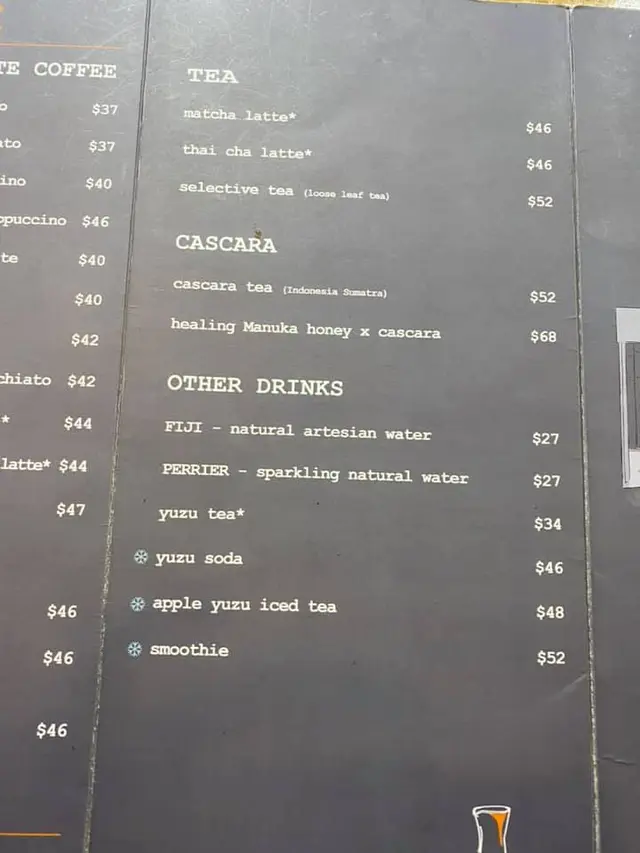 TE COFFEE
o $37
ato $37
ino $40
ppuccino $46
te $40
$40
$42
chiato $42
* $44
latte* $44
$47
$46
$46
$46
TEA
matcha latte* $46
thai cha latte* $46
selective tea (loose leaf tea) $52
CASCARA
cascara tea (Indonesia Sumatra) $52
healing Manuka honey x cascara $68
OTHER DRINKS
FIJI - natural artesian water $27
PERRIER - sparkling natural water $27
yuzu tea* $34
yuzu soda $46
apple yuzu iced tea $48
smoothie $52